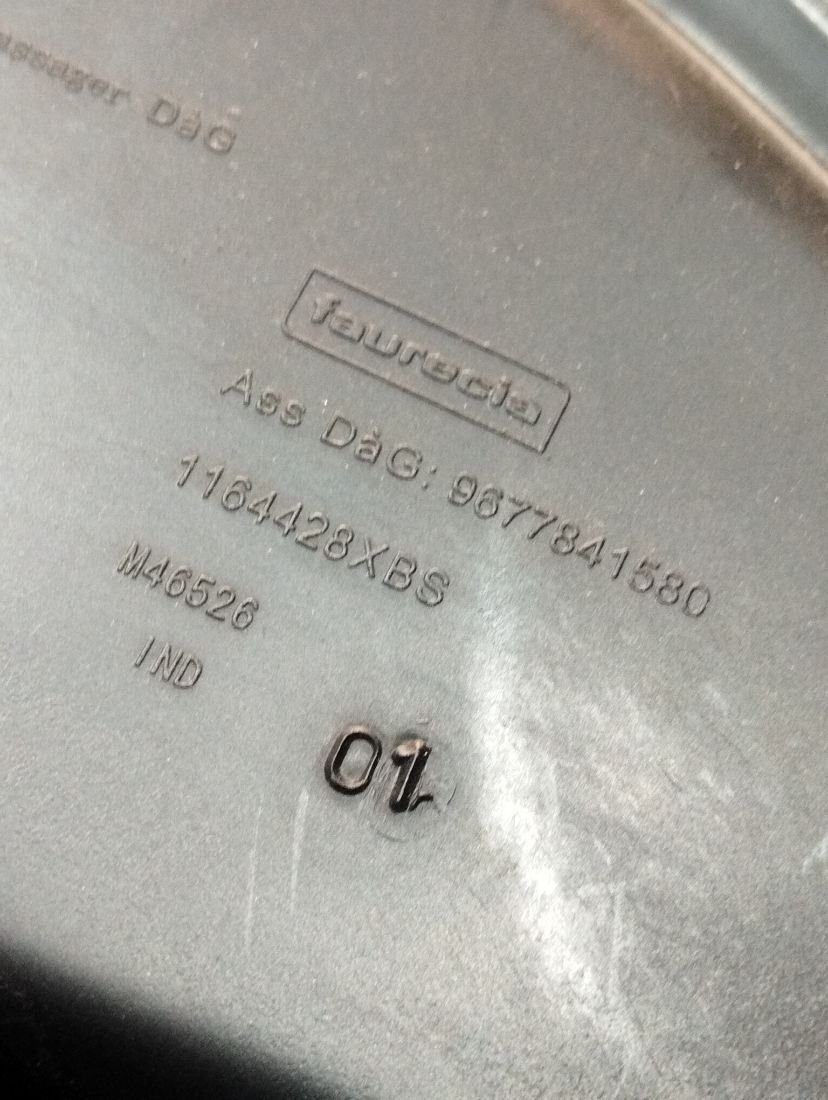 assager DàG
faurecia
Ass DàG: 9677841580
1164428XBS
M46526
IND
01